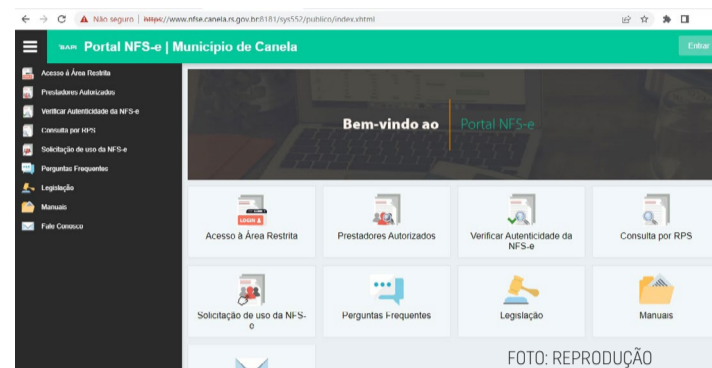 Não seguro | https://www.nfse.canela.rs.gov.br:8181/sys552/publico/index.xhtml
Portal NFS-e | Município de Canela
Entrar
Acesso à Área Restrita
Prestadores Autorizados
Verificar Autenticidade da NFS-e
Consulta por RPS
Solicitação de uso da NFS-e
Perguntas Frequentes
Legislação
Manuais
Fale Conosco
Bem-vindo ao Portal NFS-e
LOGIN
Acesso à Área Restrita
Prestadores Autorizados
Verificar Autenticidade da
NFS-e
Consulta por RPS
Solicitação de uso da NFS-
e
Perguntas Frequentes
Legislação
Manuais
FOTO: REPRODUÇÃO